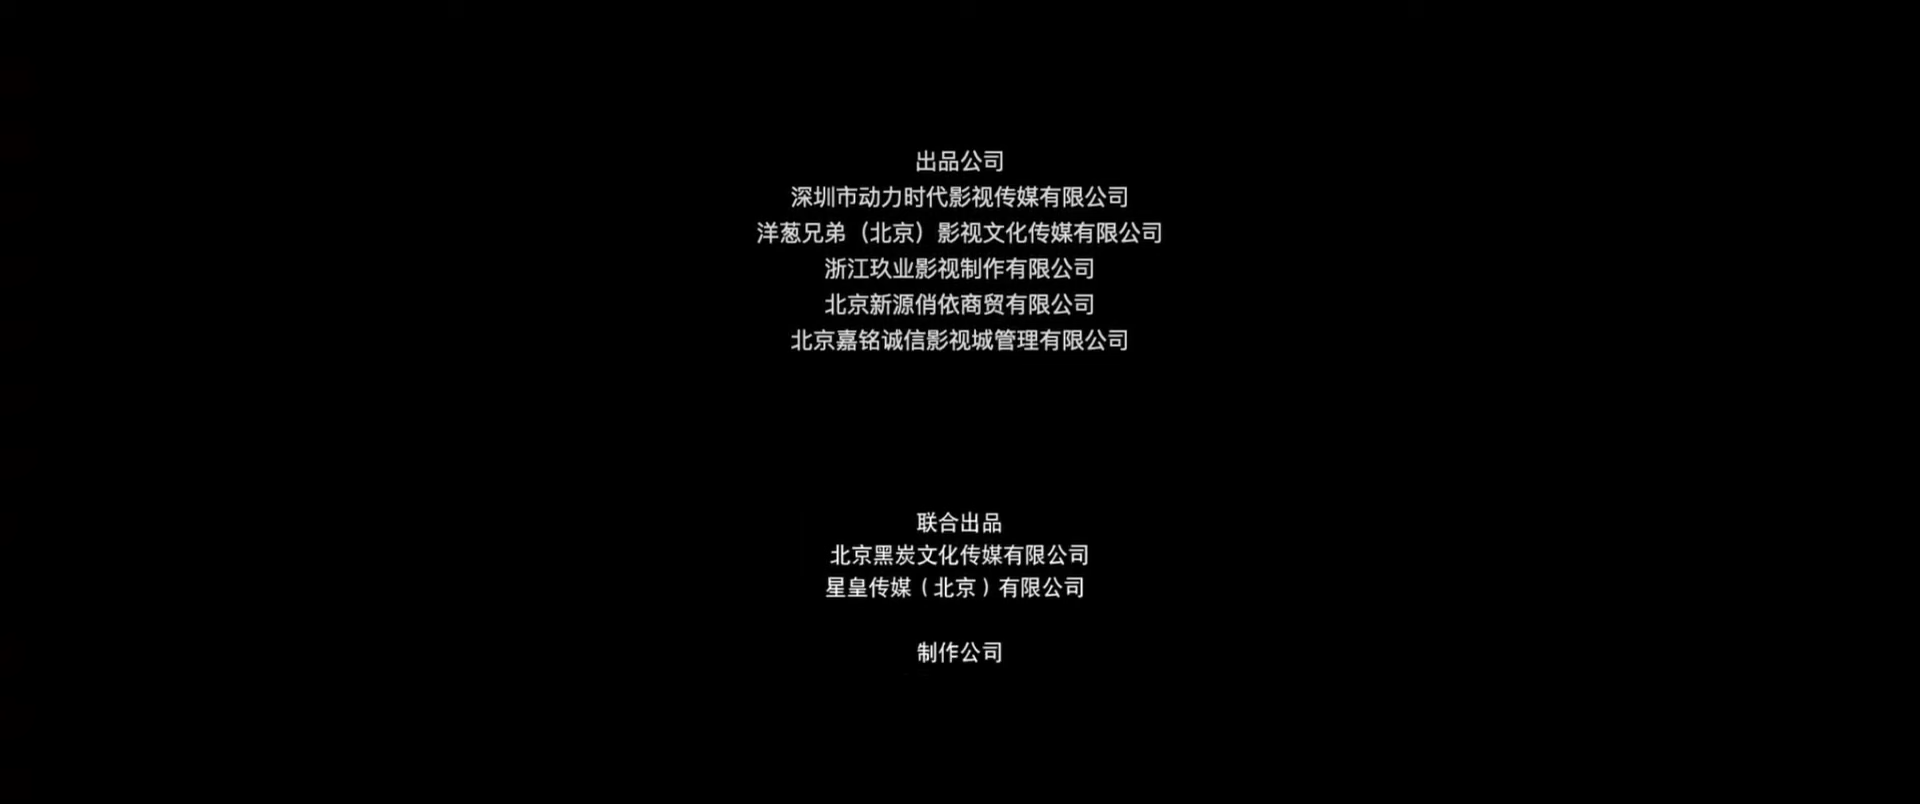 出品公司
深圳市动力时代影视传媒有限公司
洋葱兄弟（北京）影视文化传媒有限公司
浙江玖业影视制作有限公司
北京新源俏依商贸有限公司
北京嘉铭诚信影视城管理有限公司
联合出品
北京黑炭文化传媒有限公司
星皇传媒（北京）有限公司
制作公司